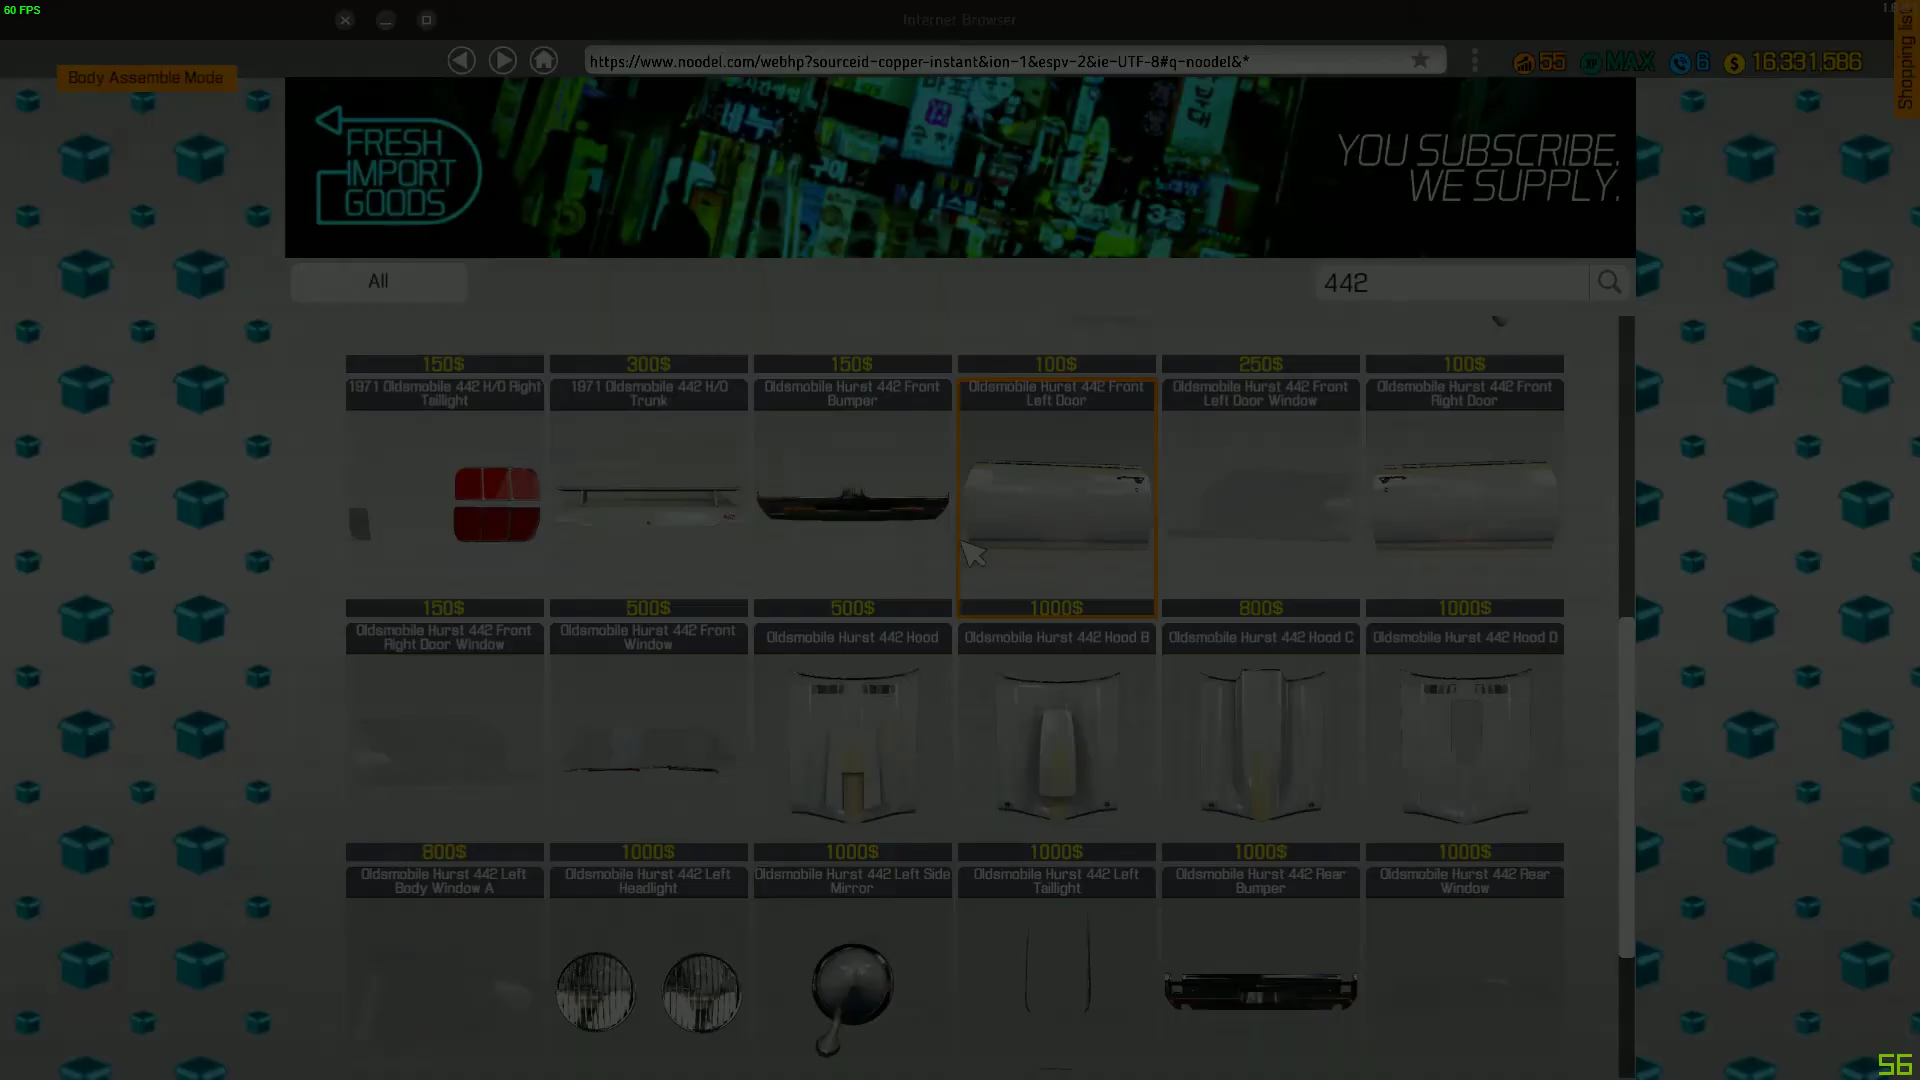 60 FPS
Internet Browser
Body Assemble Mode
https://www.noodel.com/webhp?sourceid-copper-instant&ion-1&espv-2&ie-UTF-8#q-noodel&*
55
XP MAX
6
$ 16,331,586
Shopping list
FRESH
IMPORT
GOODS
YOU SUBSCRIBE.
WE SUPPLY.
All
442
150$
300$
150$
100$
250$
100$
1971 Oldsmobile 442 H/O Right
Taillight
1971 Oldsmobile 442 H/O
Trunk
Oldsmobile Hurst 442 Front
Bumper
Oldsmobile Hurst 442 Front
Left Door
Oldsmobile Hurst 442 Front
Left Door Window
Oldsmobile Hurst 442 Front
Right Door
150$
500$
500$
1000$
800$
1000$
Oldsmobile Hurst 442 Front
Right Door Window
Oldsmobile Hurst 442 Front
Window
Oldsmobile Hurst 442 Hood
Oldsmobile Hurst 442 Hood B
Oldsmobile Hurst 442 Hood C
Oldsmobile Hurst 442 Hood D
800$
1000$
1000$
1000$
1000$
1000$
Oldsmobile Hurst 442 Left
Body Window A
Oldsmobile Hurst 442 Left
Headlight
Oldsmobile Hurst 442 Left Side
Mirror
Oldsmobile Hurst 442 Left
Taillight
Oldsmobile Hurst 442 Rear
Bumper
Oldsmobile Hurst 442 Rear
Window
56